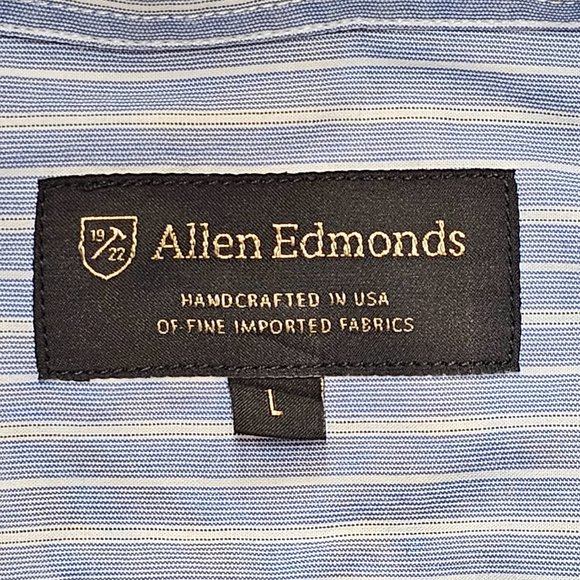 19
22
Allen Edmonds
HANDCRAFTED IN USA
OF FINE IMPORTED FABRICS
L